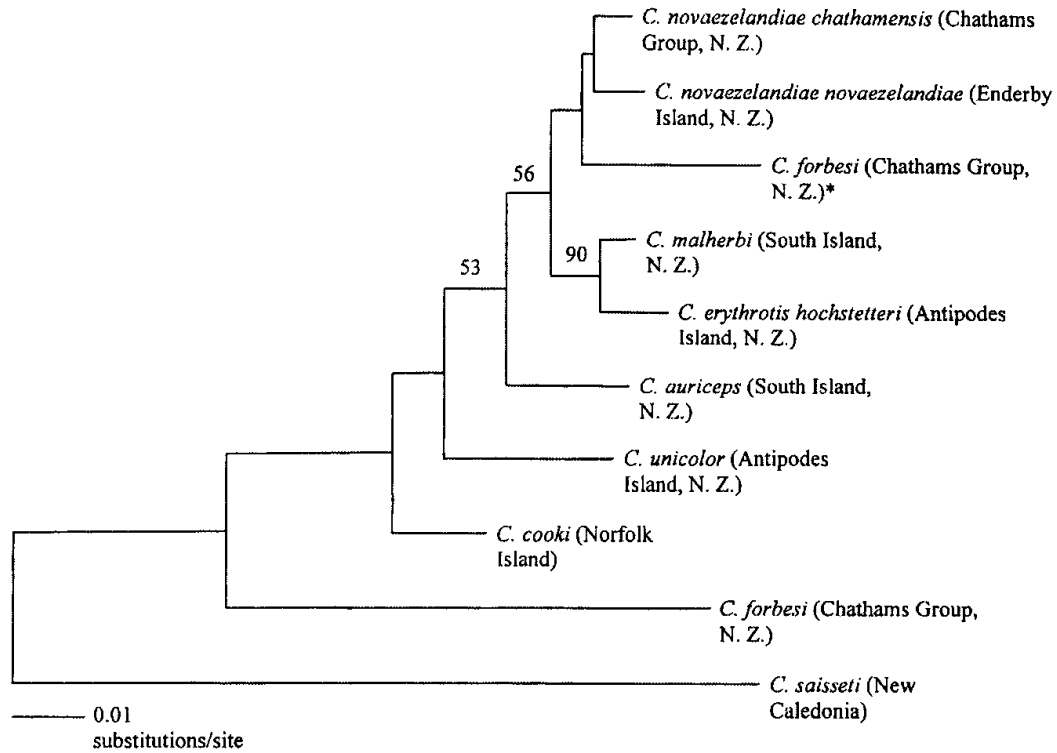 C. novaezelandiae chathamensis (Chathams
Group, N. Z.)
C. novaezelandiae novaezelandiae (Enderby
Island, N. Z.)
C. forbesi (Chathams Group,
N. Z.)*
56
C. malherbi (South Island,
N. Z.)
90
53
C. erythrotis hochstetteri (Antipodes
Island, N. Z.)
C. auriceps (South Island,
N. Z.)
C. unicolor (Antipodes
Island, N. Z.)
C. cooki (Norfolk
Island)
C. forbesi (Chathams Group,
N. Z.)
C. saisseti (New
Caledonia)
0.01
substitutions/site